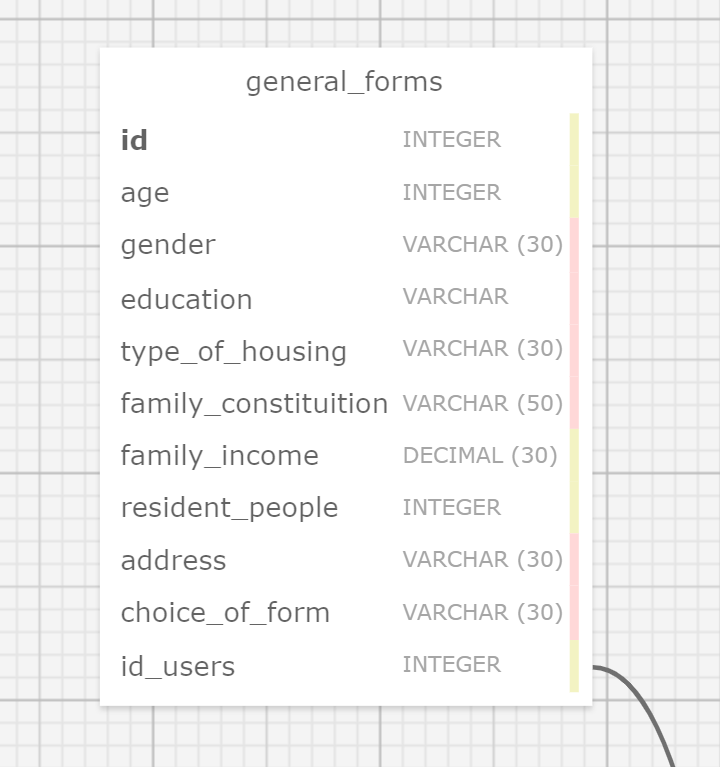 general_forms
id INTEGER
age INTEGER
gender VARCHAR (30)
education VARCHAR
type_of_housing VARCHAR (30)
family_constituition VARCHAR (50)
family_income DECIMAL (30)
resident_people INTEGER
address VARCHAR (30)
choice_of_form VARCHAR (30)
id_users INTEGER